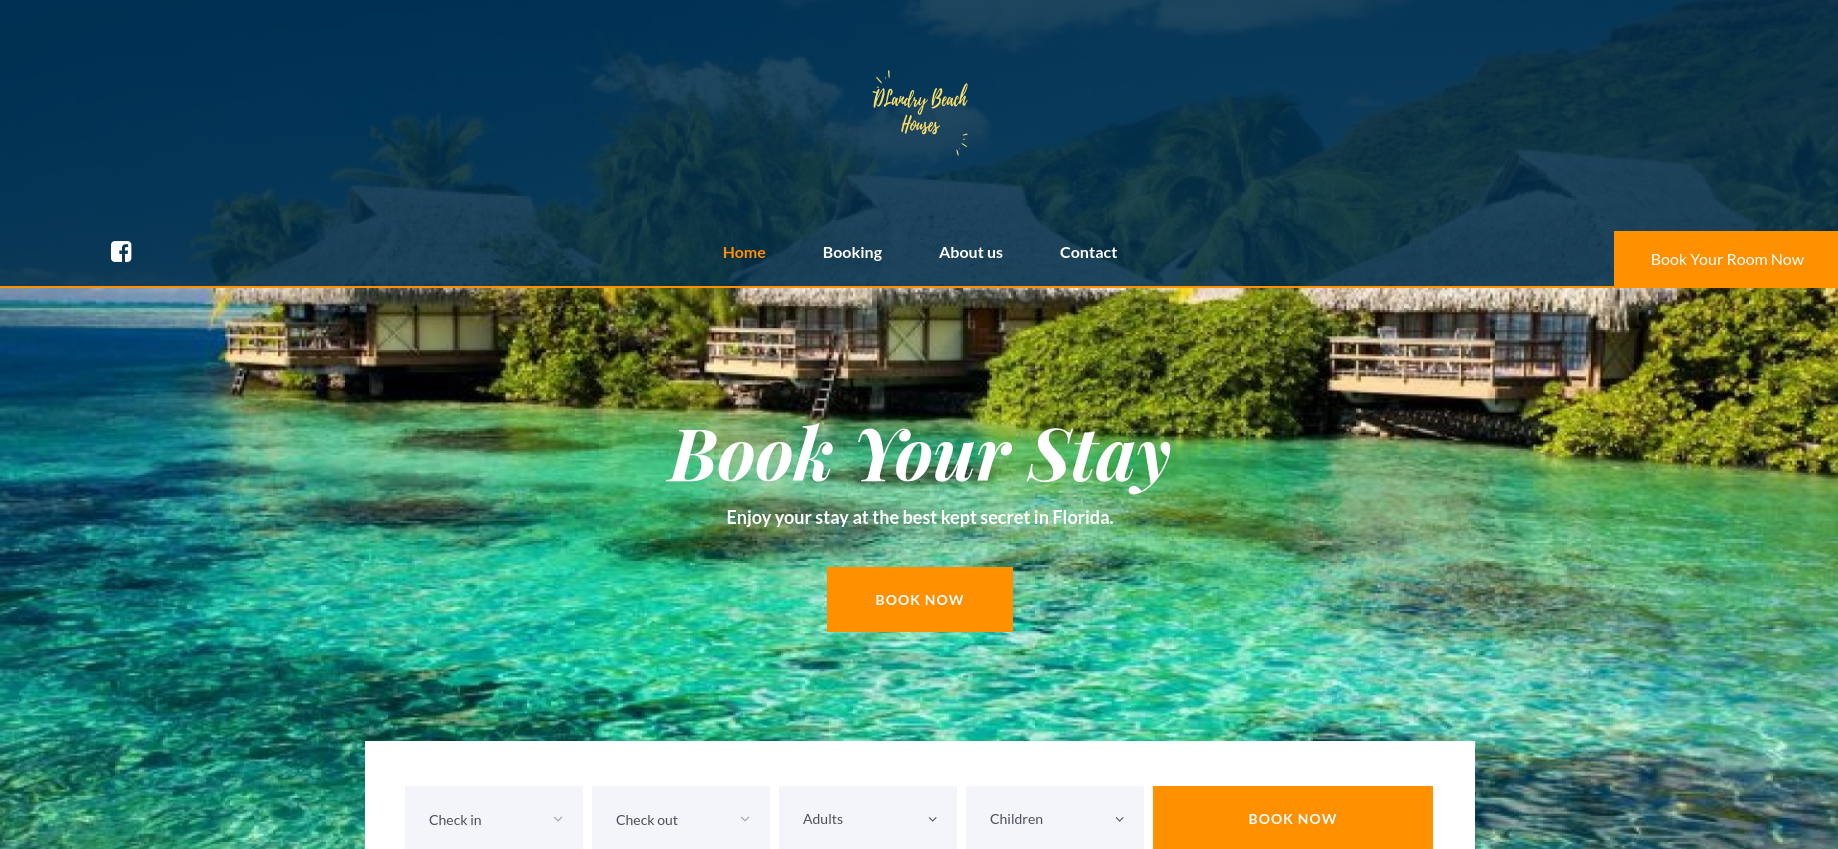 DLandry Beach
Houses
Home
Booking
About us
Contact
Book Your Room Now
Book Your Stay
Enjoy your stay at the best kept secret in Florida.
BOOK NOW
Check in
Check out
Adults
Children
BOOK NOW